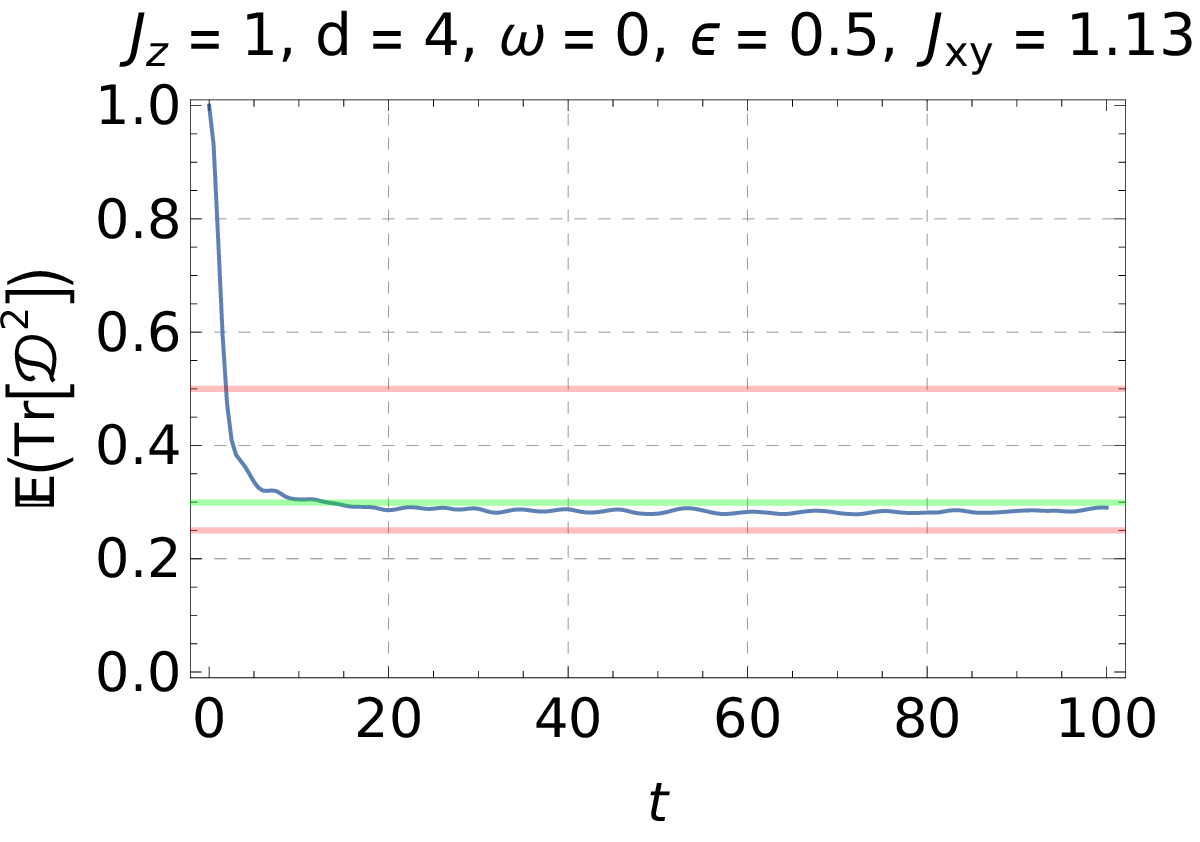 J_z = 1, d = 4, ω = 0, ϵ = 0.5, J_xy = 1.13
1.0
0.8
0.6
0.4
0.2
0.0
𝔼(Tr[𝒟²])
0 20 40 60 80 100
t